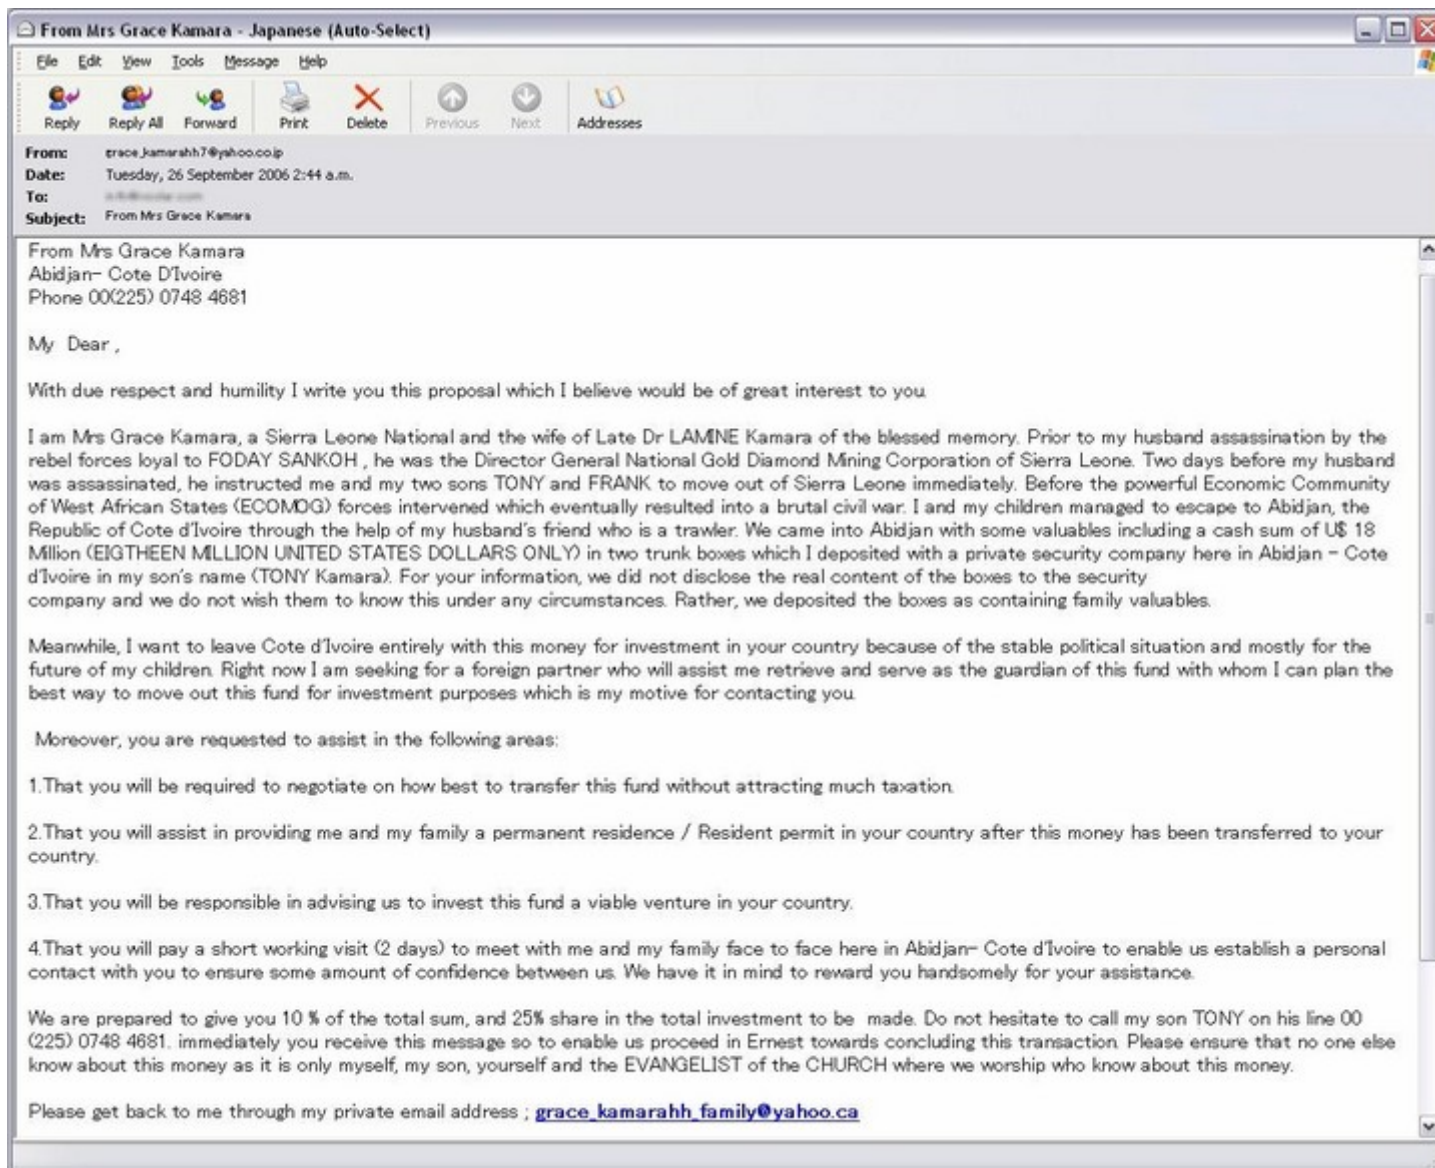 From Mrs Grace Kamara - Japanese (Auto-Select)
File Edit View Tools Message Help
Reply Reply All Forward Print Delete Previous Next Addresses
From: grace_kamarahh7@yahoo.co.jp
Date: Tuesday, 26 September 2006 2:44 a.m.
To:
Subject: From Mrs Grace Kamara
From Mrs Grace Kamara
Abidjan- Cote D'Ivoire
Phone 00(225) 0748 4681
My Dear ,
With due respect and humility I write you this proposal which I believe would be of great interest to you.
I am Mrs Grace Kamara, a Sierra Leone National and the wife of Late Dr LAMINE Kamara of the blessed memory. Prior to my husband assassination by the
rebel forces loyal to FODAY SANKOH , he was the Director General National Gold Diamond Mining Corporation of Sierra Leone. Two days before my husband
was assassinated, he instructed me and my two sons TONY and FRANK to move out of Sierra Leone immediately. Before the powerful Economic Community
of West African States (ECOMOG) forces intervened which eventually resulted into a brutal civil war. I and my children managed to escape to Abidjan, the
Republic of Cote d'Ivoire through the help of my husband's friend who is a trawler. We came into Abidjan with some valuables including a cash sum of U$ 18
Million (EIGTHEEN MILLION UNITED STATES DOLLARS ONLY) in two trunk boxes which I deposited with a private security company here in Abidjan - Cote
d'Ivoire in my son's name (TONY Kamara). For your information, we did not disclose the real content of the boxes to the security
company and we do not wish them to know this under any circumstances. Rather, we deposited the boxes as containing family valuables.
Meanwhile, I want to leave Cote d'Ivoire entirely with this money for investment in your country because of the stable political situation and mostly for the
future of my children. Right now I am seeking for a foreign partner who will assist me retrieve and serve as the guardian of this fund with whom I can plan the
best way to move out this fund for investment purposes which is my motive for contacting you.
Moreover, you are requested to assist in the following areas:
1.That you will be required to negotiate on how best to transfer this fund without attracting much taxation.
2.That you will assist in providing me and my family a permanent residence / Resident permit in your country after this money has been transferred to your
country.
3.That you will be responsible in advising us to invest this fund a viable venture in your country.
4.That you will pay a short working visit (2 days) to meet with me and my family face to face here in Abidjan- Cote d'Ivoire to enable us establish a personal
contact with you to ensure some amount of confidence between us. We have it in mind to reward you handsomely for your assistance.
We are prepared to give you 10 % of the total sum, and 25% share in the total investment to be made. Do not hesitate to call my son TONY on his line 00
(225) 0748 4681. immediately you receive this message so to enable us proceed in Ernest towards concluding this transaction. Please ensure that no one else
know about this money as it is only myself, my son, yourself and the EVANGELIST of the CHURCH where we worship who know about this money.
Please get back to me through my private email address ; grace_kamarahh_family@yahoo.ca